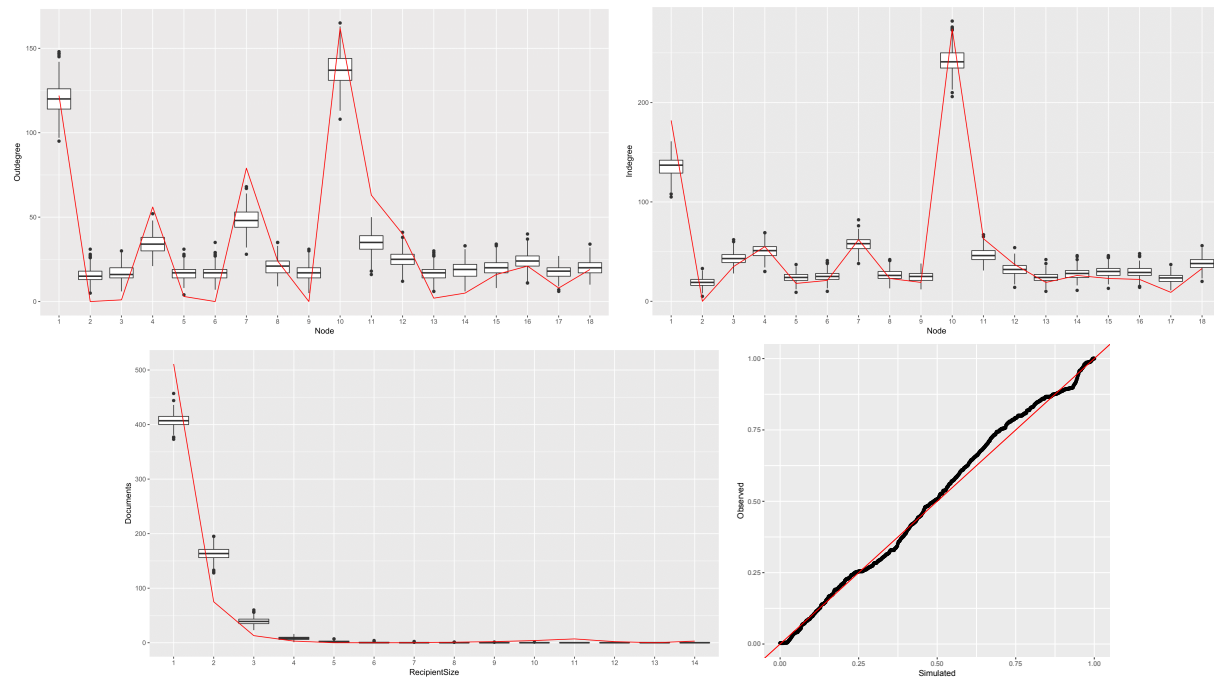 150
100
50
0
Outdegree
1 2 3 4 5 6 7 8 9 10 11 12 13 14 15 16 17 18
Node
200
100
0
Indegree
1 2 3 4 5 6 7 8 9 10 11 12 13 14 15 16 17 18
Node
500
400
300
200
100
0
Documents
1 2 3 4 5 6 7 8 9 10 11 12 13 14
RecipientSize
1.00
0.75
0.50
0.25
0.00
Observed
0.00 0.25 0.50 0.75 1.00
Simulated